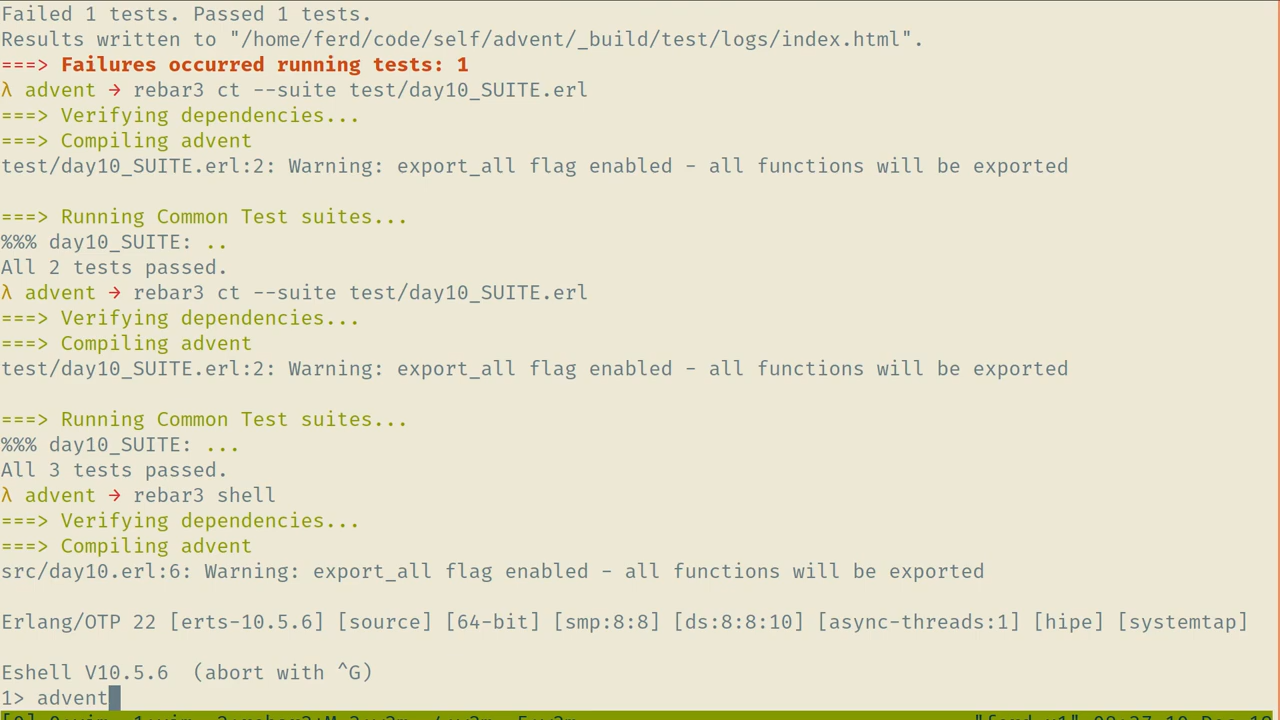 Failed 1 tests. Passed 1 tests.
Results written to "/home/ferd/code/self/advent/_build/test/logs/index.html".
===> Failures occurred running tests: 1
λ advent → rebar3 ct --suite test/day10_SUITE.erl
===> Verifying dependencies...
===> Compiling advent
test/day10_SUITE.erl:2: Warning: export_all flag enabled - all functions will be exported
===> Running Common Test suites...
%%% day10_SUITE: ..
All 2 tests passed.
λ advent → rebar3 ct --suite test/day10_SUITE.erl
===> Verifying dependencies...
===> Compiling advent
test/day10_SUITE.erl:2: Warning: export_all flag enabled - all functions will be exported
===> Running Common Test suites...
%%% day10_SUITE: ...
All 3 tests passed.
λ advent → rebar3 shell
===> Verifying dependencies...
===> Compiling advent
src/day10.erl:6: Warning: export_all flag enabled - all functions will be exported
Erlang/OTP 22 [erts-10.5.6] [source] [64-bit] [smp:8:8] [ds:8:8:10] [async-threads:1] [hipe] [systemtap]
Eshell V10.5.6  (abort with ^G)
1> advent